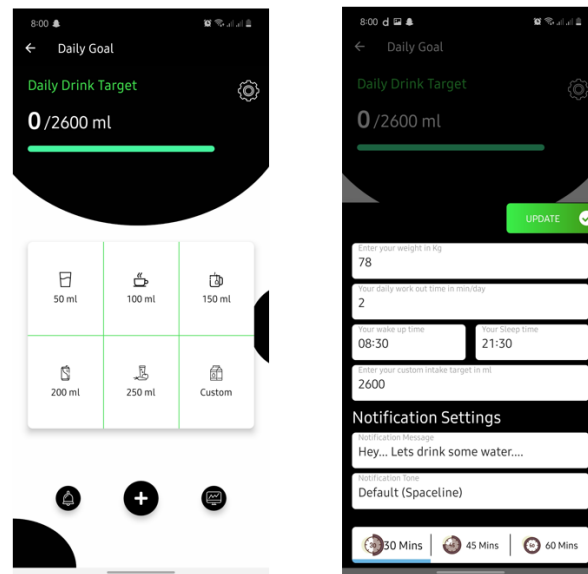 8:00
Daily Goal
Daily Drink Target
0/2600 ml
50 ml
100 ml
150 ml
200 ml
250 ml
Custom
8:00 d
Daily Goal
Daily Drink Target
0/2600 ml
UPDATE
Enter your weight in Kg
78
Your daily work out time in min/day
2
Your wake up time
08:30
Your Sleep time
21:30
Enter your custom intake target in ml
2600
Notification Settings
Notification Message
Hey... Lets drink some water....
Notification Tone
Default (Spaceline)
30 30 Mins
45 45 Mins
60 60 Mins